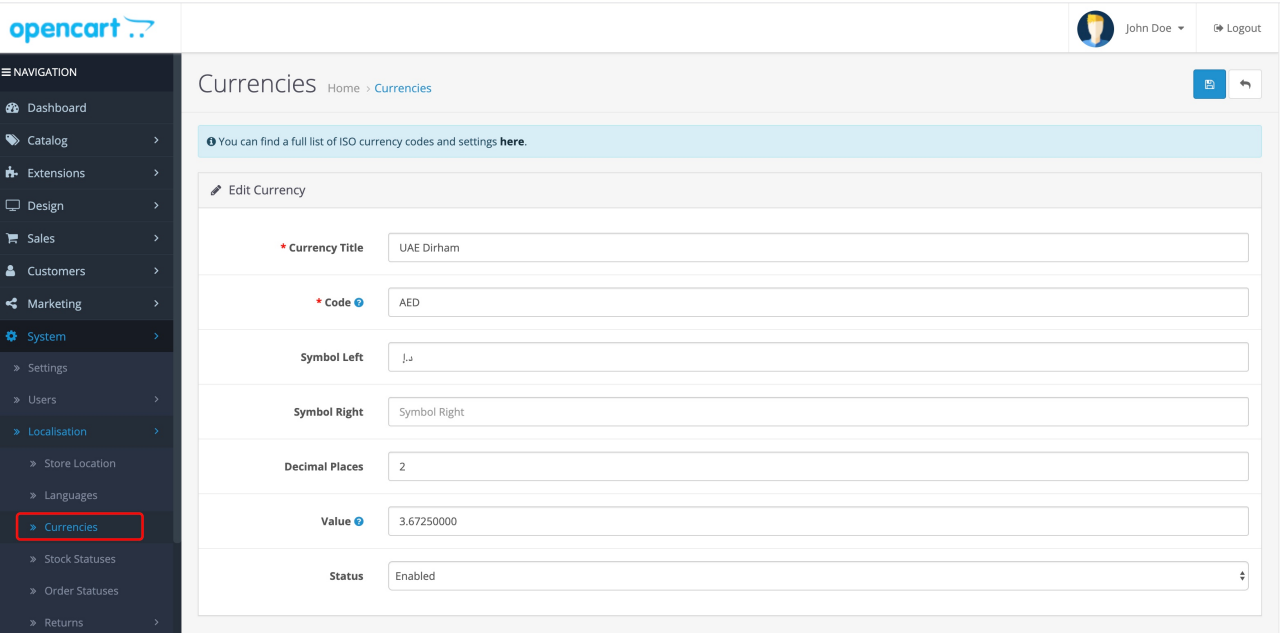 opencart
John Doe
Logout
NAVIGATION
Dashboard
Catalog
Extensions
Design
Sales
Customers
Marketing
System
Settings
Users
Localisation
Store Location
Languages
Currencies
Stock Statuses
Order Statuses
Returns
Currencies
Home › Currencies
You can find a full list of ISO currency codes and settings here.
Edit Currency
* Currency Title
UAE Dirham
* Code
AED
Symbol Left
د.إ
Symbol Right
Symbol Right
Decimal Places
2
Value
3.67250000
Status
Enabled